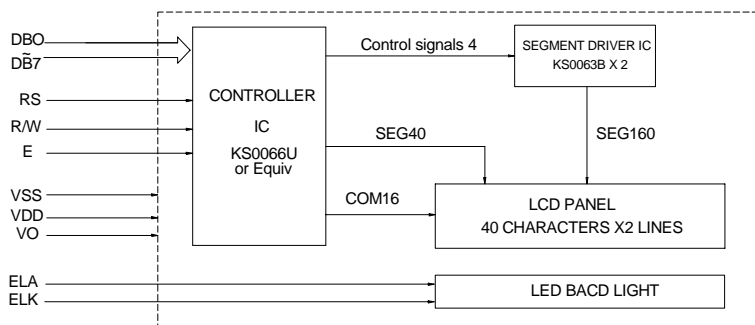 DBO
~
DB7
RS
R/W
E
VSS
VDD
VO
ELA
ELK
CONTROLLER
IC
KS0066U
or Equiv
Control signals 4
SEGMENT DRIVER IC
KS0063B X 2
SEG40
SEG160
COM16
LCD PANEL
40 CHARACTERS X2 LINES
LED BACD LIGHT